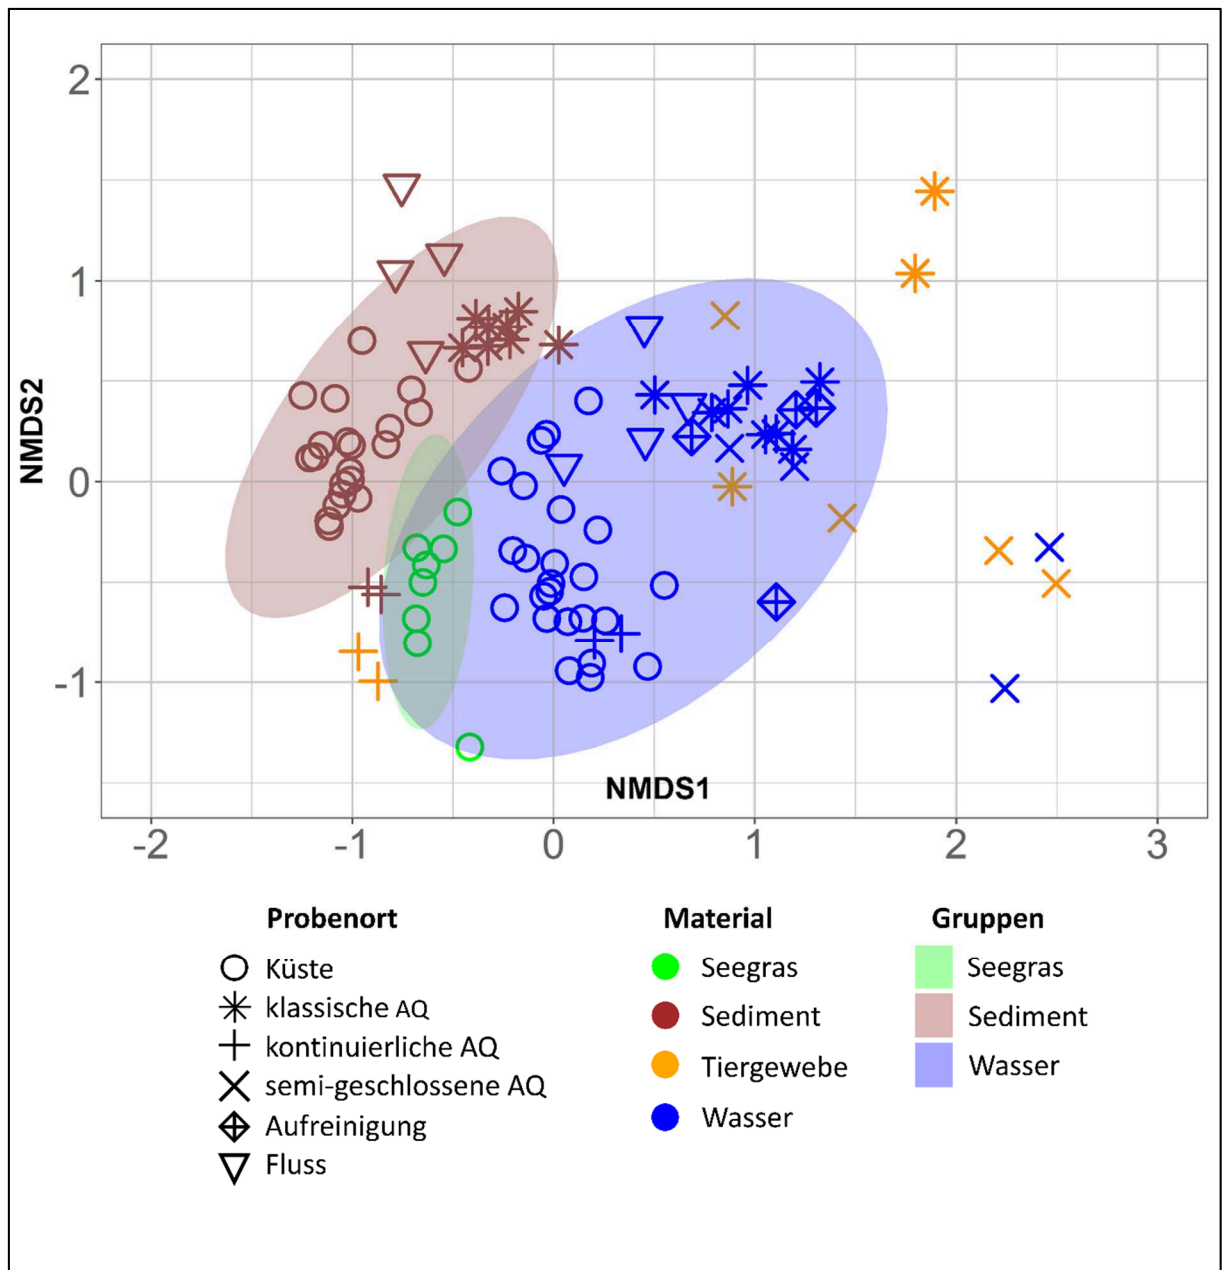 2
1
0
-1
NMDS2
NMDS1
-2 -1 0 1 2 3
Probenort
Küste
klassische AQ
kontinuierliche AQ
semi-geschlossene AQ
Aufreinigung
Fluss
Material
Seegras
Sediment
Tiergewebe
Wasser
Gruppen
Seegras
Sediment
Wasser